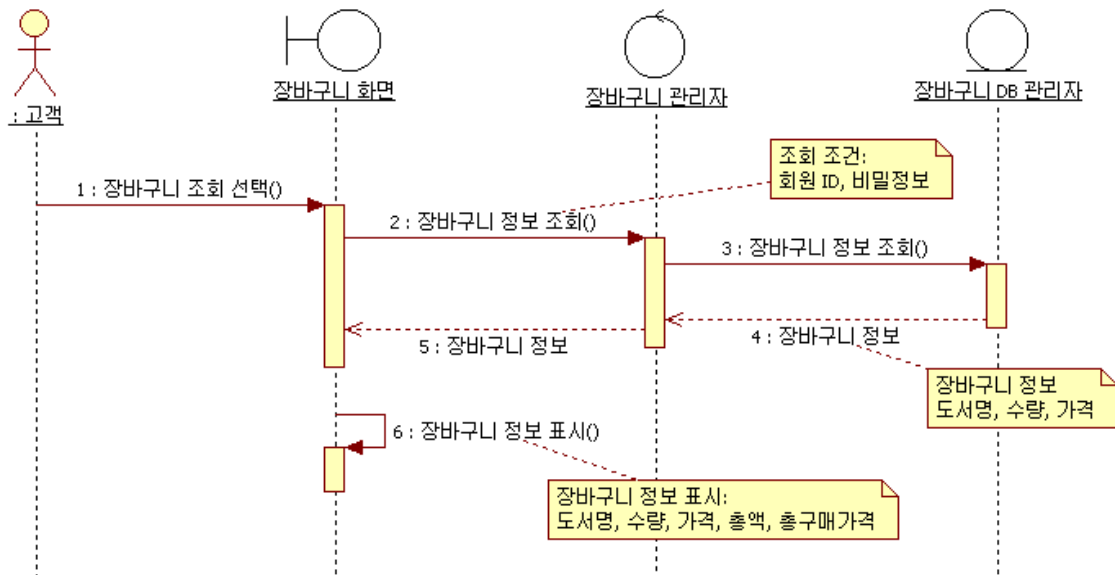 : 고객
장바구니 화면
장바구니 관리자
장바구니 DB 관리자
조회 조건:
회원 ID, 비밀정보
1 : 장바구니 조회 선택()
2 : 장바구니 정보 조회()
3 : 장바구니 정보 조회()
4 : 장바구니 정보
5 : 장바구니 정보
장바구니 정보
도서명, 수량, 가격
6 : 장바구니 정보 표시()
장바구니 정보 표시:
도서명, 수량, 가격, 총액, 총구매가격